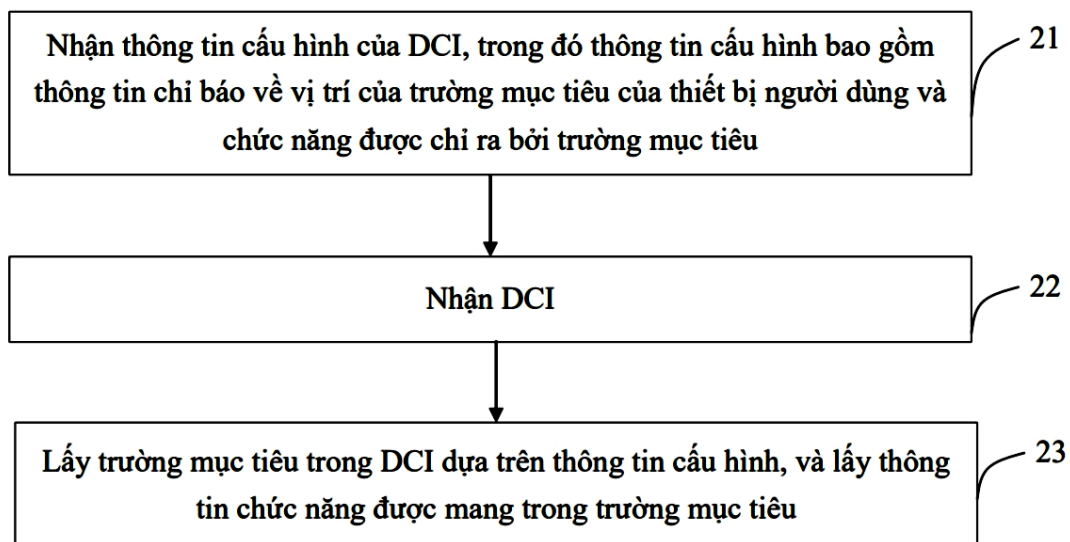 Nhận thông tin cấu hình của DCI, trong đó thông tin cấu hình bao gồm
thông tin chỉ báo về vị trí của trường mục tiêu của thiết bị người dùng và
chức năng được chỉ ra bởi trường mục tiêu
21
Nhận DCI
22
Lấy trường mục tiêu trong DCI dựa trên thông tin cấu hình, và lấy thông
tin chức năng được mang trong trường mục tiêu
23